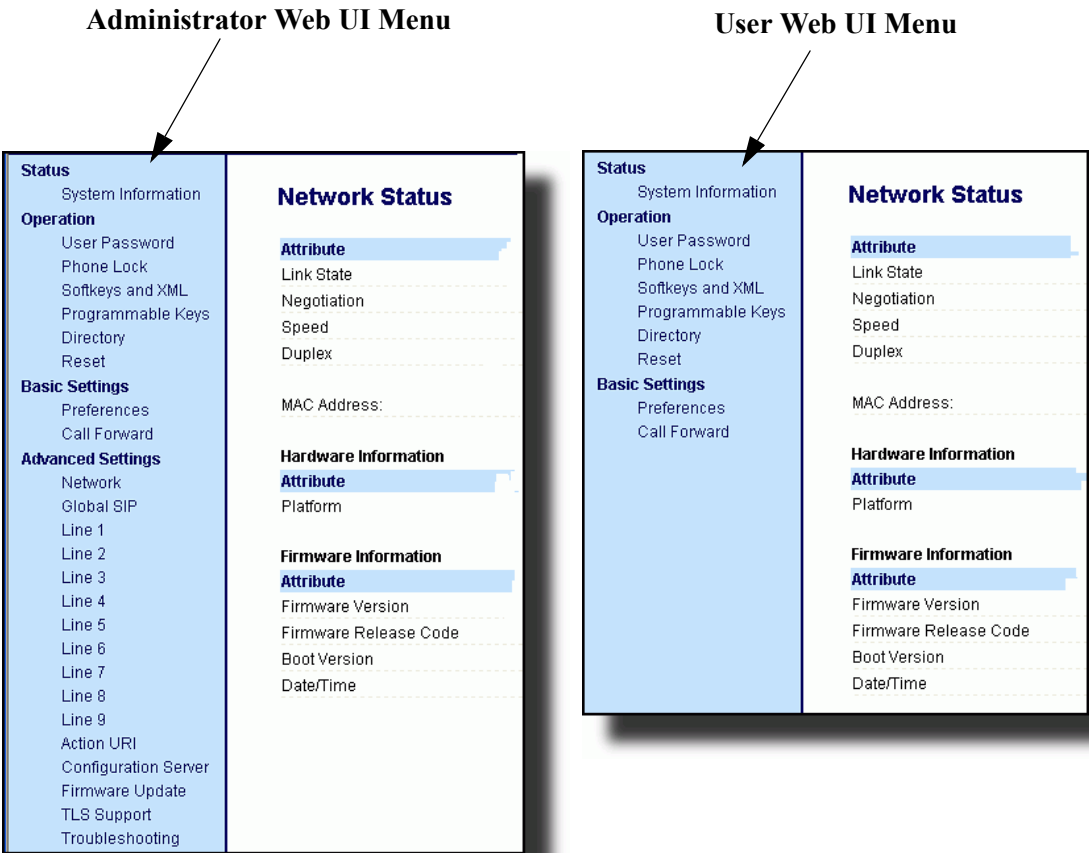 Administrator Web UI Menu
Status
System Information
Operation
User Password
Phone Lock
Softkeys and XML
Programmable Keys
Directory
Reset
Basic Settings
Preferences
Call Forward
Advanced Settings
Network
Global SIP
Line 1
Line 2
Line 3
Line 4
Line 5
Line 6
Line 7
Line 8
Line 9
Action URI
Configuration Server
Firmware Update
TLS Support
Troubleshooting
Network Status
Attribute
Link State
Negotiation
Speed
Duplex
MAC Address:
Hardware Information
Attribute
Platform
Firmware Information
Attribute
Firmware Version
Firmware Release Code
Boot Version
Date/Time
User Web UI Menu
Status
System Information
Operation
User Password
Phone Lock
Softkeys and XML
Programmable Keys
Directory
Reset
Basic Settings
Preferences
Call Forward
Network Status
Attribute
Link State
Negotiation
Speed
Duplex
MAC Address:
Hardware Information
Attribute
Platform
Firmware Information
Attribute
Firmware Version
Firmware Release Code
Boot Version
Date/Time